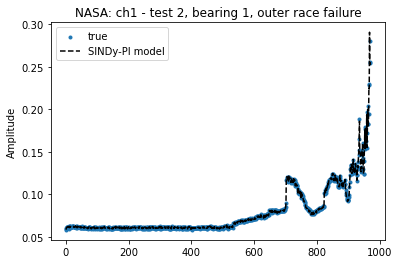 NASA: ch1 - test 2, bearing 1, outer race failure
true
SINDy-PI model
Amplitude
0.30
0.25
0.20
0.15
0.10
0.05
0 200 400 600 800 1000